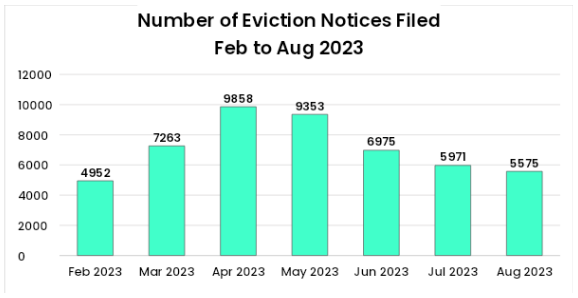 Number of Eviction Notices Filed
Feb to Aug 2023
12000
10000
8000
6000
4000
2000
0
4952
7263
9858
9353
6975
5971
5575
Feb 2023
Mar 2023
Apr 2023
May 2023
Jun 2023
Jul 2023
Aug 2023